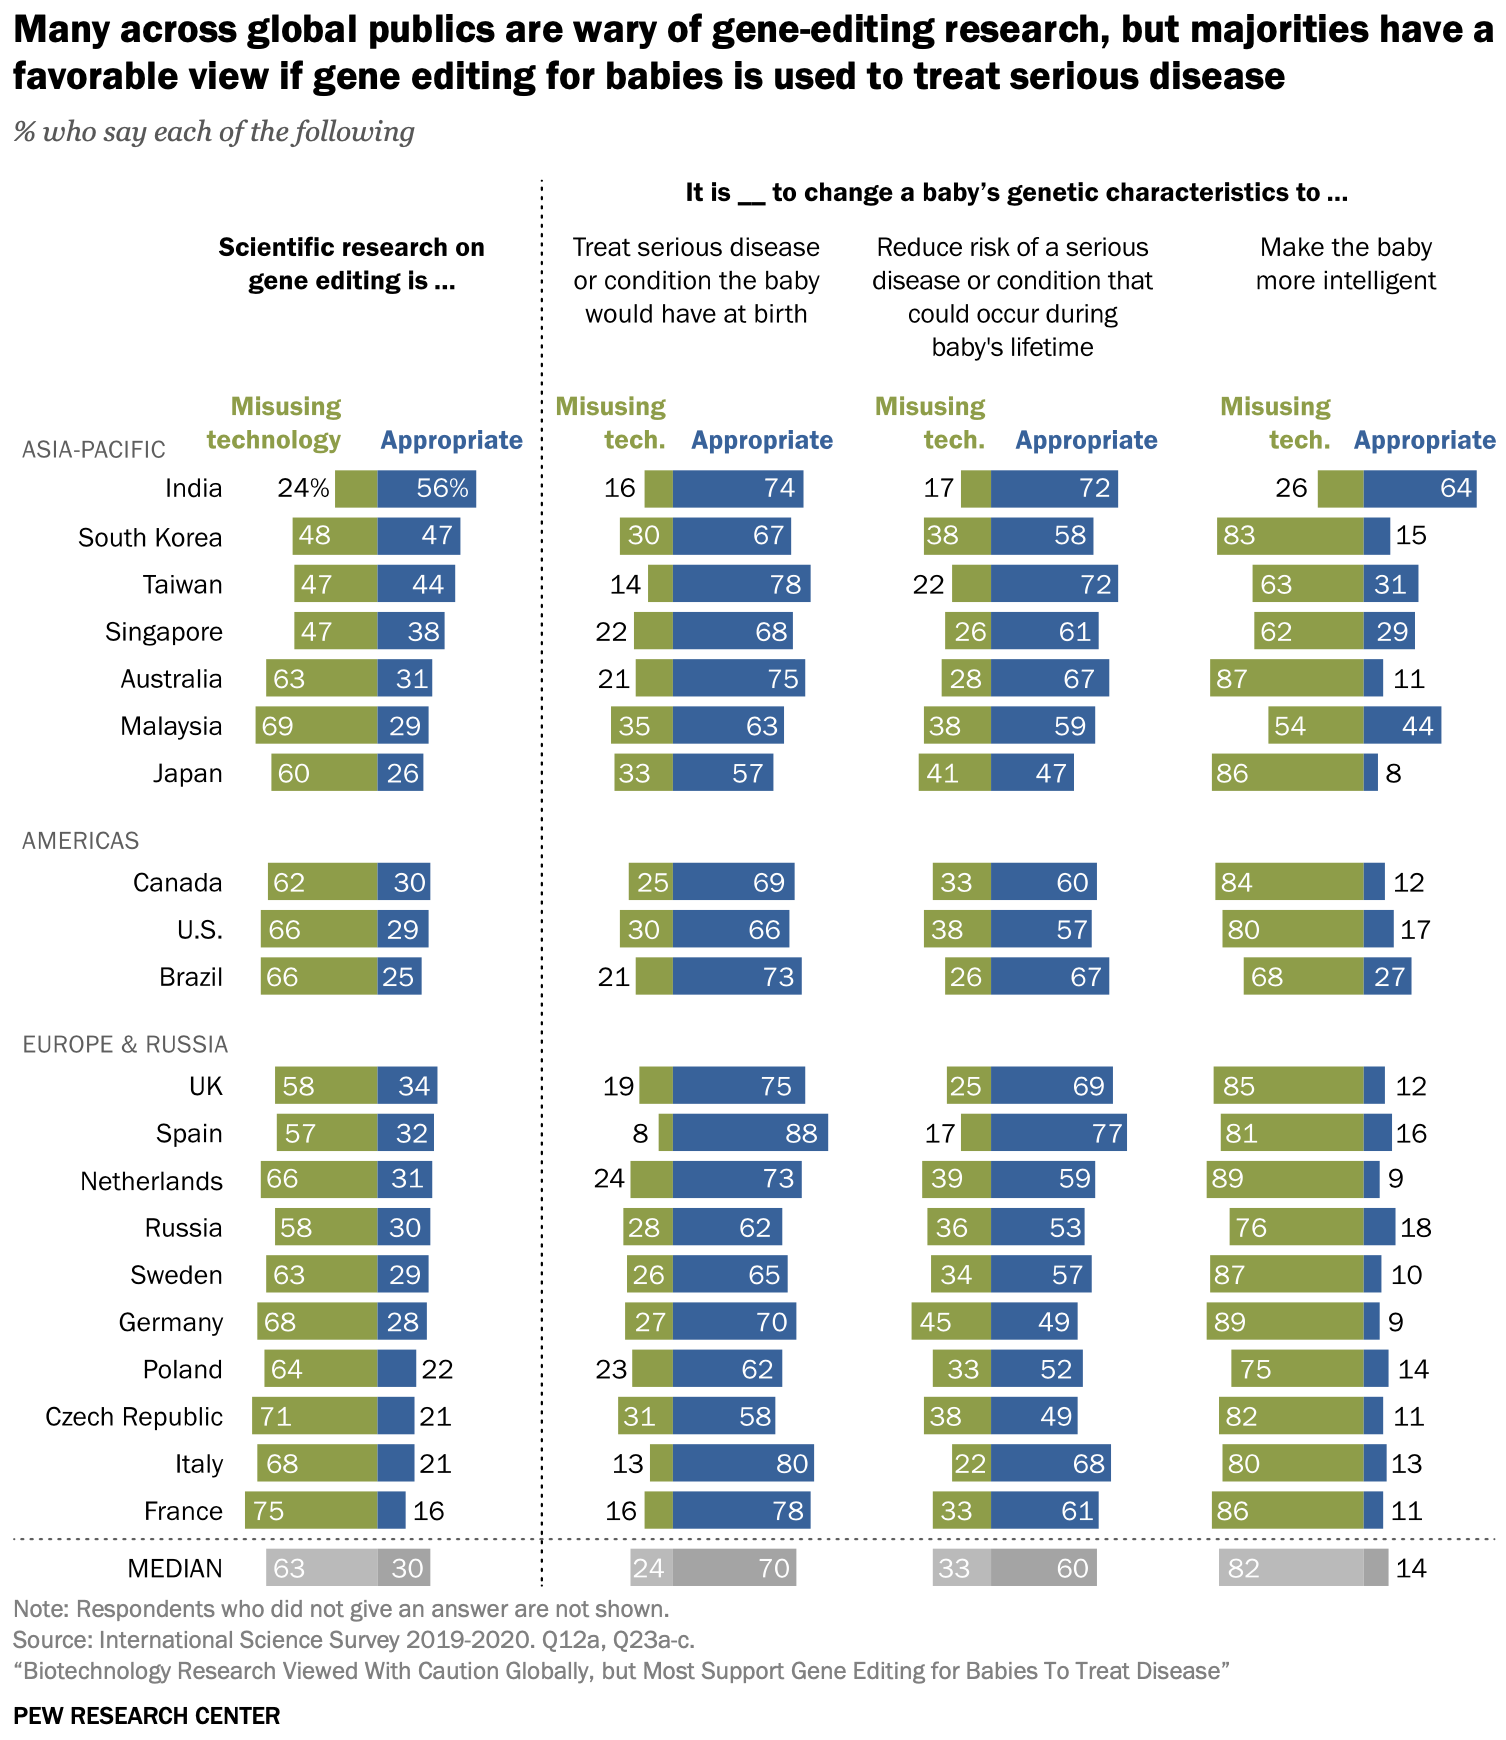 Many across global publics are wary of gene-editing research, but majorities have a
favorable view if gene editing for babies is used to treat serious disease
% who say each of the following
It is __ to change a baby's genetic characteristics to ...
Scientific research on
gene editing is ...
Treat serious disease
or condition the baby
would have at birth
Reduce risk of a serious
disease or condition that
could occur during
baby's lifetime
Make the baby
more intelligent
Misusing
technology
Appropriate
Misusing
tech.
Appropriate
Misusing
tech.
Appropriate
Misusing
tech.
Appropriate
ASIA-PACIFIC
India 24% 56% 16 74 17 72 26 64
South Korea 48 47 30 67 38 58 83 15
Taiwan 47 44 14 78 22 72 63 31
Singapore 47 38 22 68 26 61 62 29
Australia 63 31 21 75 28 67 87 11
Malaysia 69 29 35 63 38 59 54 44
Japan 60 26 33 57 41 47 86 8
AMERICAS
Canada 62 30 25 69 33 60 84 12
U.S. 66 29 30 66 38 57 80 17
Brazil 66 25 21 73 26 67 68 27
EUROPE & RUSSIA
UK 58 34 19 75 25 69 85 12
Spain 57 32 8 88 17 77 81 16
Netherlands 66 31 24 73 39 59 89 9
Russia 58 30 28 62 36 53 76 18
Sweden 63 29 26 65 34 57 87 10
Germany 68 28 27 70 45 49 89 9
Poland 64 22 23 62 33 52 75 14
Czech Republic 71 21 31 58 38 49 82 11
Italy 68 21 13 80 22 68 80 13
France 75 16 16 78 33 61 86 11
MEDIAN 63 30 24 70 33 60 82 14
Note: Respondents who did not give an answer are not shown.
Source: International Science Survey 2019-2020. Q12a, Q23a-c.
“Biotechnology Research Viewed With Caution Globally, but Most Support Gene Editing for Babies To Treat Disease”
PEW RESEARCH CENTER